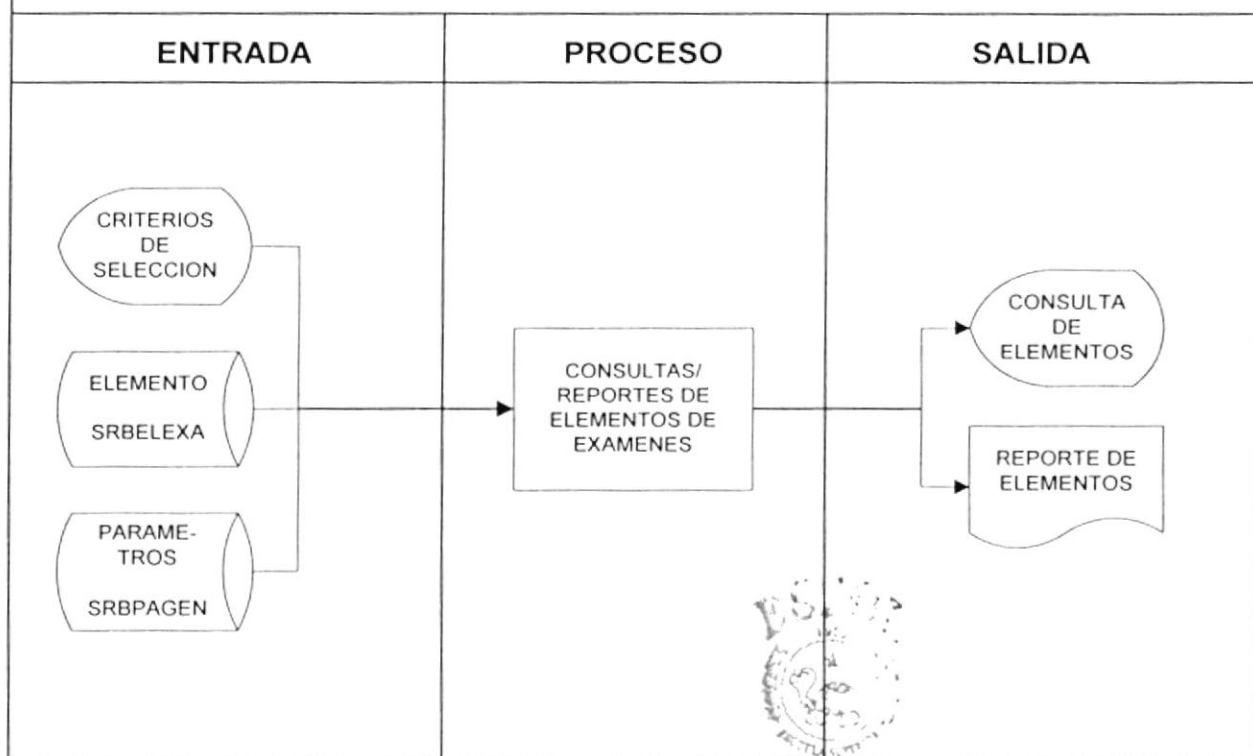 ENTRADA
PROCESO
SALIDA
CRITERIOS
DE
SELECCION
ELEMENTO
SRBELEXA
PARAME-
TROS
SRBPAGEN
CONSULTAS/
REPORTES DE
ELEMENTOS DE
EXAMENES
CONSULTA
DE
ELEMENTOS
REPORTE DE
ELEMENTOS